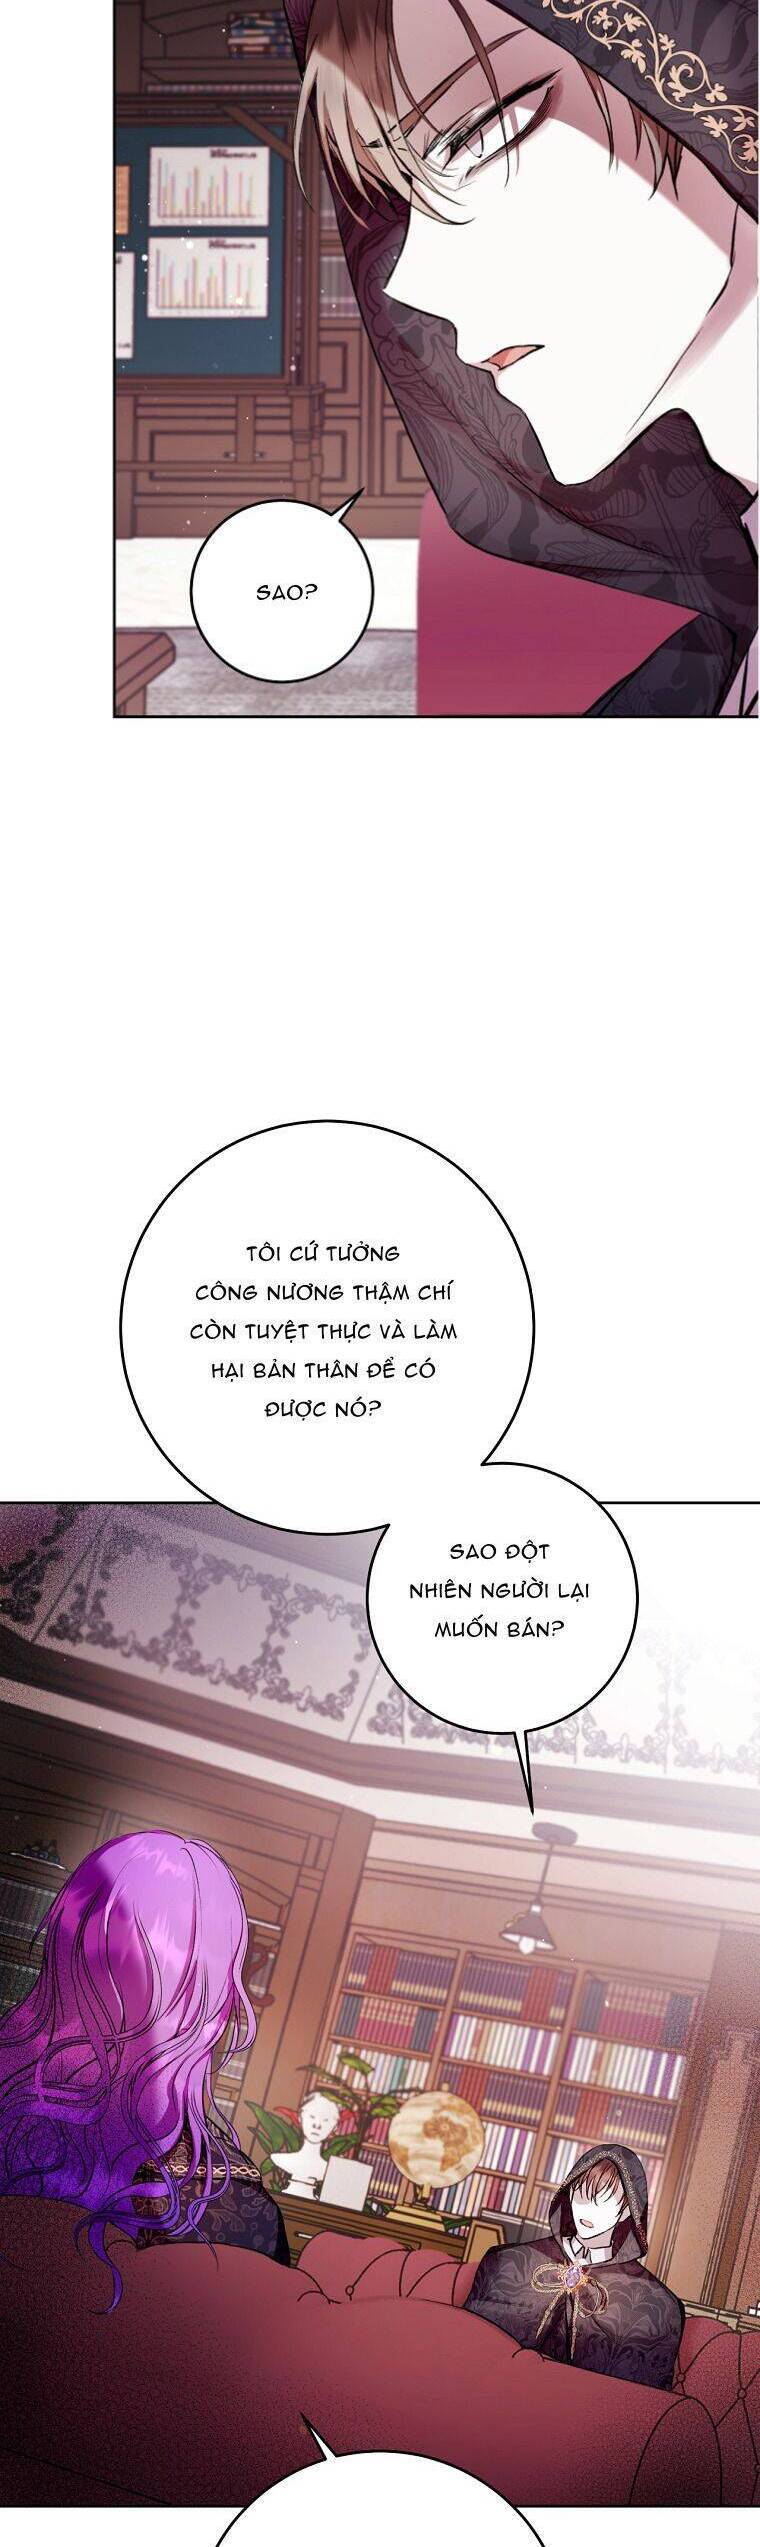 SAO?
TÔI CỨ TƯỞNG
CÔNG NƯƠNG THẬM CHÍ
CÒN TUYỆT THỰC VÀ LÀM
HẠI BẢN THÂN ĐỂ CÓ
ĐƯỢC NÓ?
SAO ĐỘT
NHIÊN NGƯỜI LẠI
MUỐN BÁN?